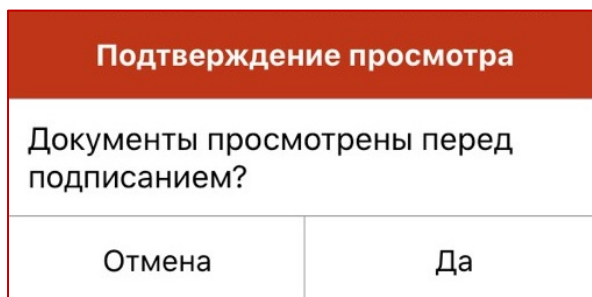 Подтверждение просмотра
Документы просмотрены перед
подписанием?
Отмена
Да